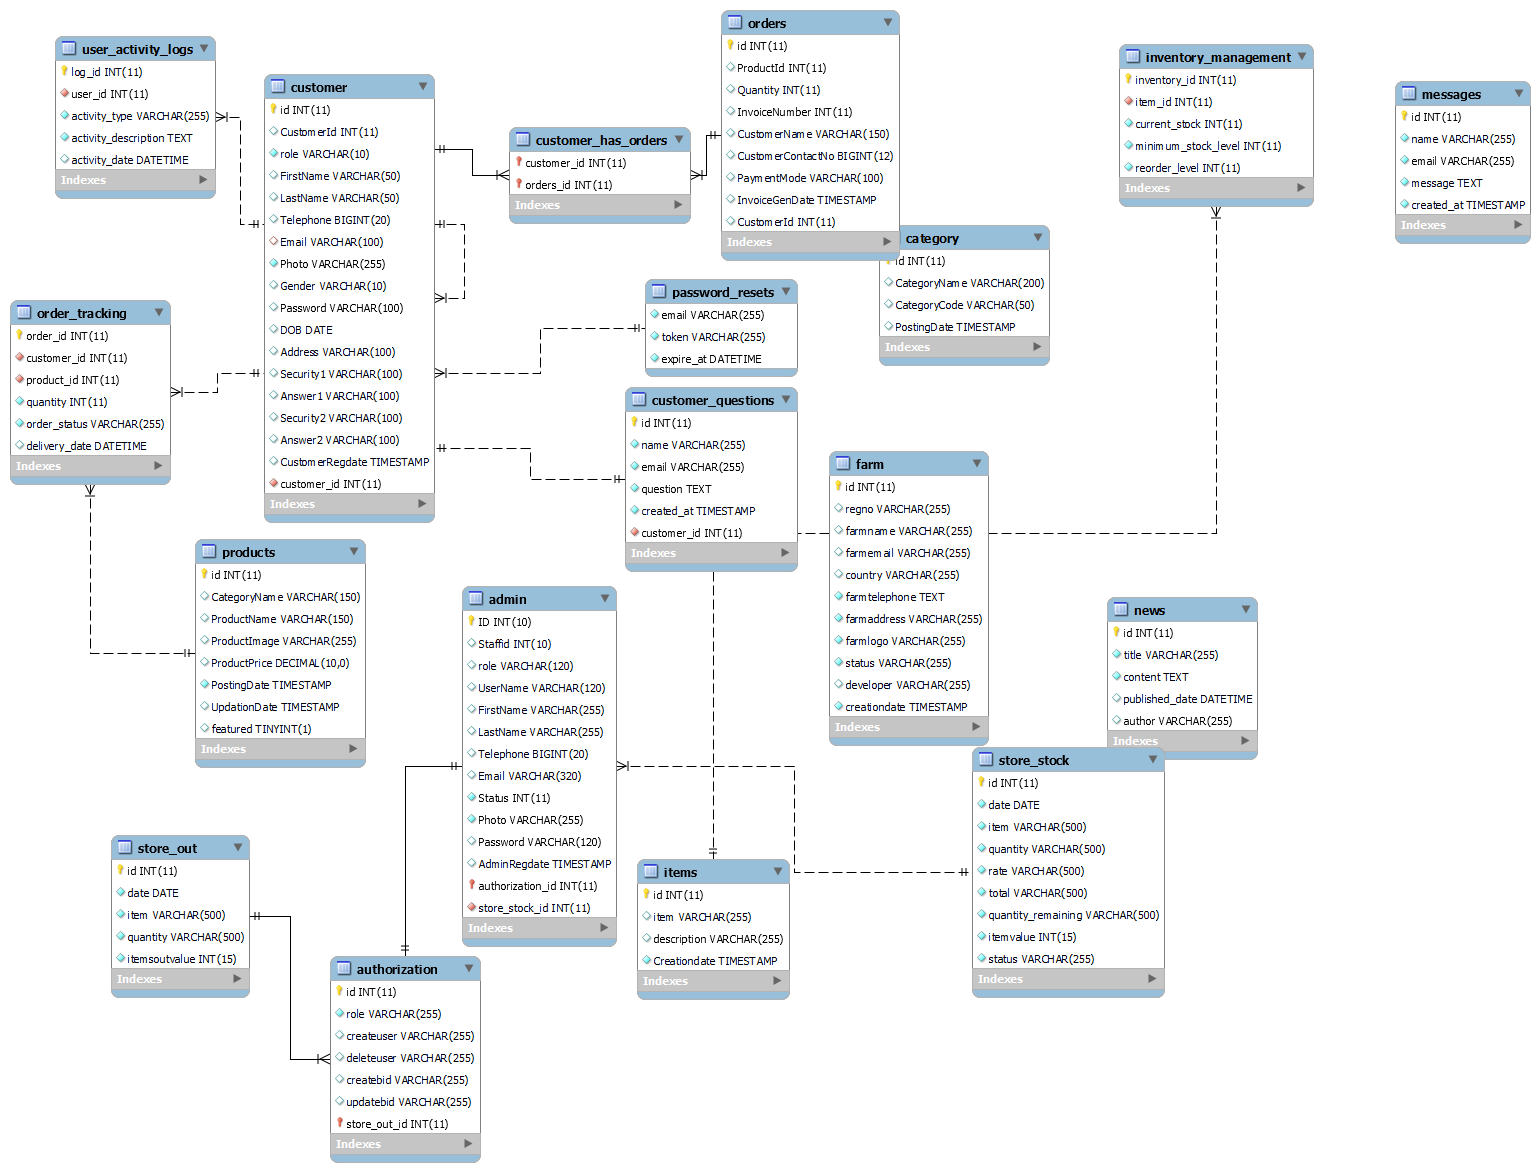 user_activity_logs
log_id INT(11)
user_id INT(11)
activity_type VARCHAR(255)
activity_description TEXT
activity_date DATETIME
Indexes
customer
id INT(11)
CustomerId INT(11)
role VARCHAR(10)
FirstName VARCHAR(50)
LastName VARCHAR(50)
Telephone BIGINT(20)
Email VARCHAR(100)
Photo VARCHAR(255)
Gender VARCHAR(10)
Password VARCHAR(100)
DOB DATE
Address VARCHAR(100)
Security1 VARCHAR(100)
Answer1 VARCHAR(100)
Security2 VARCHAR(100)
Answer2 VARCHAR(100)
CustomerRegdate TIMESTAMP
customer_id INT(11)
Indexes
customer_has_orders
customer_id INT(11)
orders_id INT(11)
Indexes
orders
id INT(11)
ProductId INT(11)
Quantity INT(11)
InvoiceNumber INT(11)
CustomerName VARCHAR(150)
CustomerContactNo BIGINT(12)
PaymentMode VARCHAR(100)
InvoiceGenDate TIMESTAMP
CustomerId INT(11)
Indexes
category
id INT(11)
CategoryName VARCHAR(200)
CategoryCode VARCHAR(50)
PostingDate TIMESTAMP
Indexes
inventory_management
inventory_id INT(11)
item_id INT(11)
current_stock INT(11)
minimum_stock_level INT(11)
reorder_level INT(11)
Indexes
messages
id INT(11)
name VARCHAR(255)
email VARCHAR(255)
message TEXT
created_at TIMESTAMP
Indexes
order_tracking
order_id INT(11)
customer_id INT(11)
product_id INT(11)
quantity INT(11)
order_status VARCHAR(255)
delivery_date DATETIME
Indexes
password_resets
email VARCHAR(255)
token VARCHAR(255)
expire_at DATETIME
Indexes
customer_questions
id INT(11)
name VARCHAR(255)
email VARCHAR(255)
question TEXT
created_at TIMESTAMP
customer_id INT(11)
Indexes
farm
id INT(11)
regno VARCHAR(255)
farmname VARCHAR(255)
farmemail VARCHAR(255)
country VARCHAR(255)
farmtelephone TEXT
farmaddress VARCHAR(255)
farmlogo VARCHAR(255)
status VARCHAR(255)
developer VARCHAR(255)
creationdate TIMESTAMP
Indexes
products
id INT(11)
CategoryName VARCHAR(150)
ProductName VARCHAR(150)
ProductImage VARCHAR(255)
ProductPrice DECIMAL(10,0)
PostingDate TIMESTAMP
UpdationDate TIMESTAMP
featured TINYINT(1)
Indexes
admin
ID INT(10)
Staffid INT(10)
role VARCHAR(120)
UserName VARCHAR(120)
FirstName VARCHAR(255)
LastName VARCHAR(255)
Telephone BIGINT(20)
Email VARCHAR(320)
Status INT(11)
Photo VARCHAR(255)
Password VARCHAR(120)
AdminRegdate TIMESTAMP
authorization_id INT(11)
store_stock_id INT(11)
Indexes
news
id INT(11)
title VARCHAR(255)
content TEXT
published_date DATETIME
author VARCHAR(255)
Indexes
store_stock
id INT(11)
date DATE
item VARCHAR(500)
quantity VARCHAR(500)
rate VARCHAR(500)
total VARCHAR(500)
quantity_remaining VARCHAR(500)
itemvalue INT(15)
status VARCHAR(255)
Indexes
store_out
id INT(11)
date DATE
item VARCHAR(500)
quantity VARCHAR(500)
itemsoutvalue INT(15)
Indexes
items
id INT(11)
item VARCHAR(255)
description VARCHAR(255)
Creationdate TIMESTAMP
Indexes
authorization
id INT(11)
role VARCHAR(255)
createuser VARCHAR(255)
deleteuser VARCHAR(255)
createbid VARCHAR(255)
updatebid VARCHAR(255)
store_out_id INT(11)
Indexes